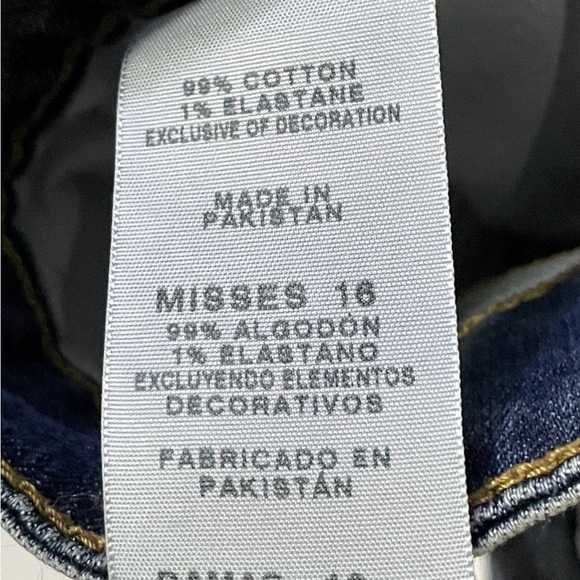 99% COTTON
1% ELASTANE
EXCLUSIVE OF DECORATION
MADE IN
PAKISTAN
MISSES 16
99% ALGODÓN
1% ELASTANO
EXCLUYENDO ELEMENTOS
DECORATIVOS
FABRICADO EN
PAKISTÁN